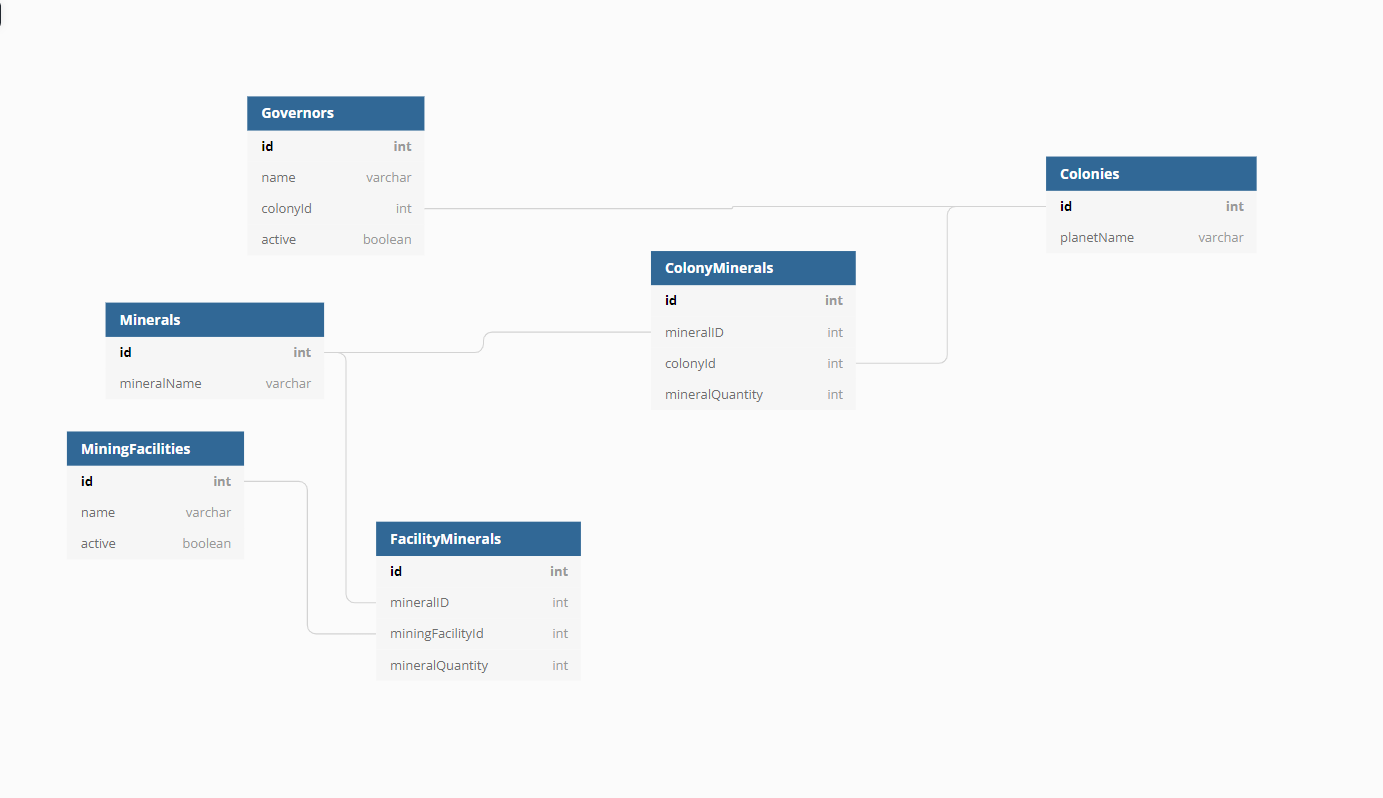 Governors
id int
name varchar
colonyId int
active boolean
Colonies
id int
planetName varchar
ColonyMinerals
id int
mineralID int
colonyId int
mineralQuantity int
Minerals
id int
mineralName varchar
MiningFacilities
id int
name varchar
active boolean
FacilityMinerals
id int
mineralID int
miningFacilityId int
mineralQuantity int